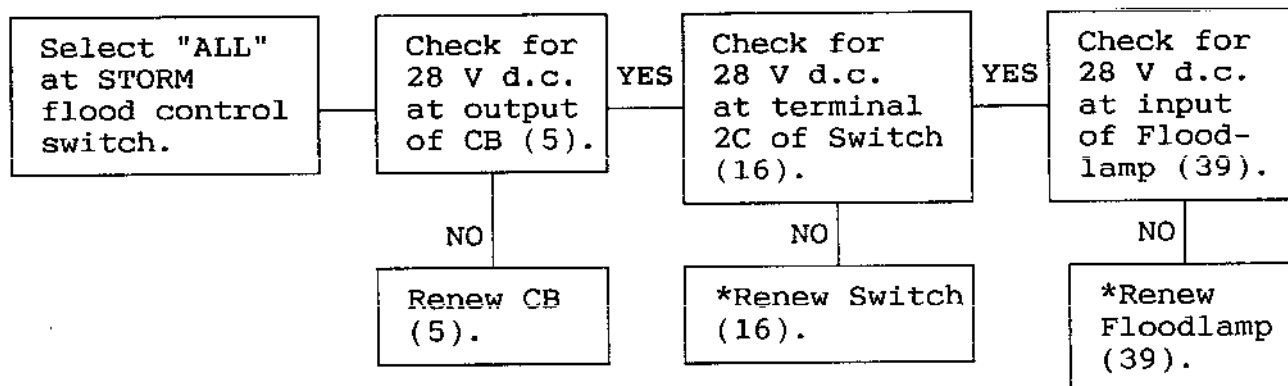 Select "ALL"
at STORM
flood control
switch.
Check for
28 V d.c.
at output
of CB (5).
YES
Check for
28 V d.c.
at terminal
2C of Switch
(16).
YES
Check for
28 V d.c.
at input
of Flood-
lamp (39).
NO
Renew CB
(5).
NO
*Renew Switch
(16).
NO
*Renew
Floodlamp
(39).